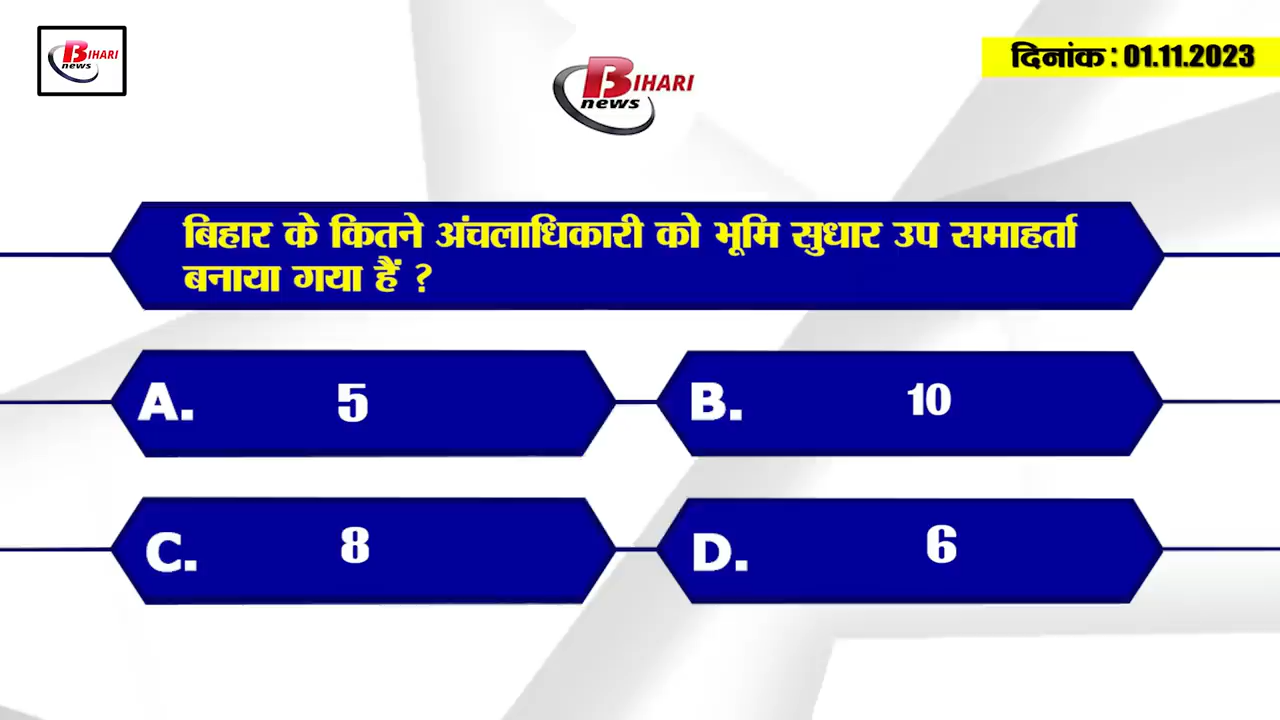 BIHARI
news
BIHARI
news
दिनांक : 01.11.2023
बिहार के कितने अंचलाधिकारी को भूमि सुधार उप समाहर्ता
बनाया गया हैं ?
A. 5
B. 10
C. 8
D. 6